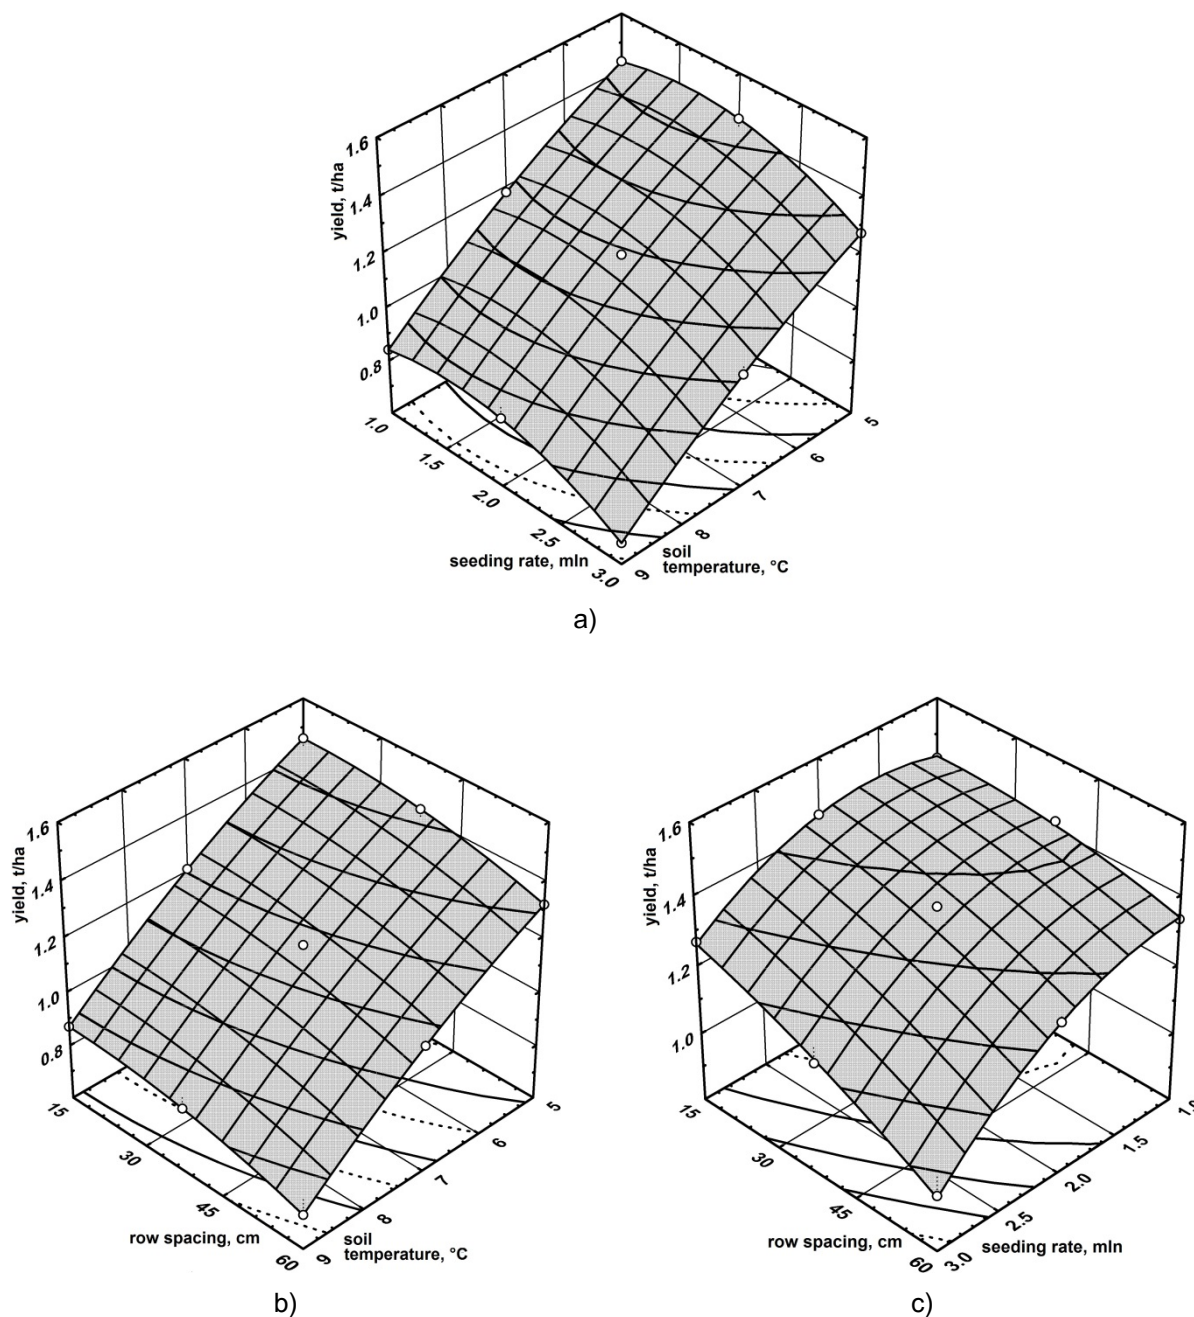 1.6
1.4
1.2
1.0
0.8
yield, t/ha
1.0
1.5
2.0
2.5
3.0
seeding rate, mln
5
6
7
8
9
soil
temperature, °C
a)
1.6
1.4
1.2
1.0
0.8
yield, t/ha
15
30
45
60
row spacing, cm
5
6
7
8
9
soil
temperature, °C
b)
1.6
1.4
1.2
1.0
yield, t/ha
15
30
45
60
row spacing, cm
1.5
2.0
2.5
3.0
seeding rate, mln
c)